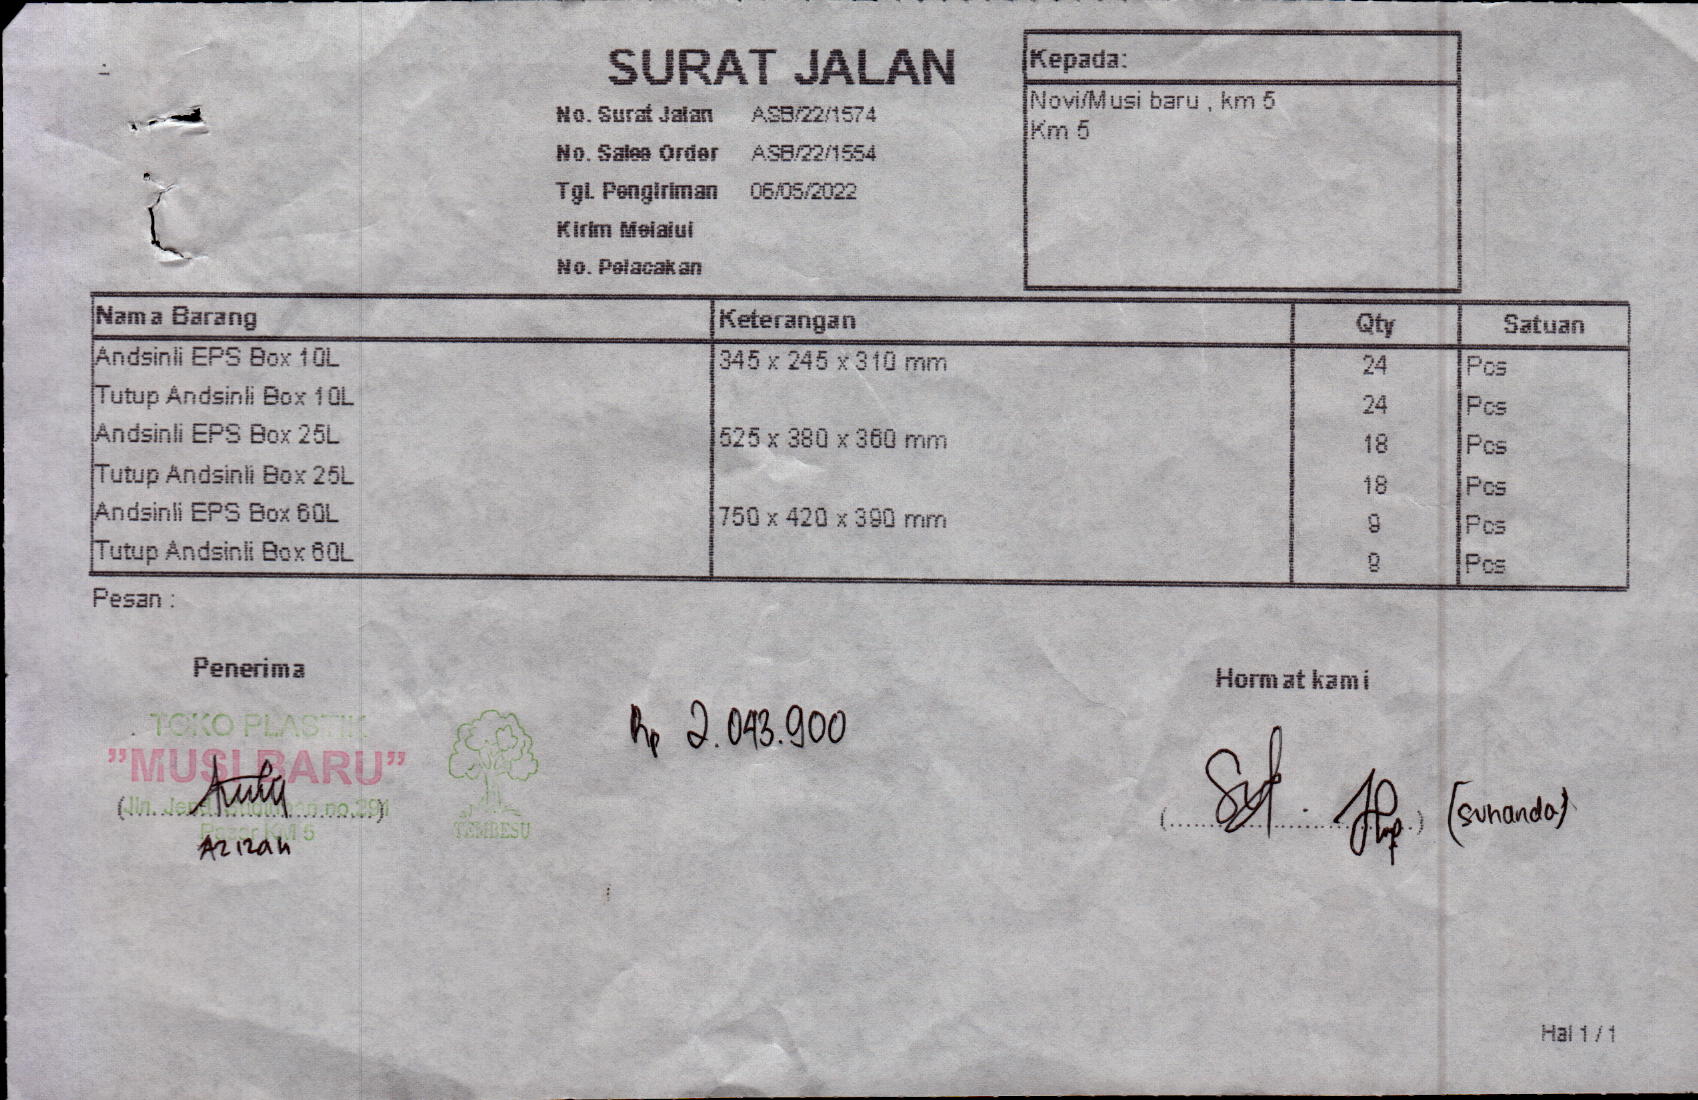 SURAT JALAN
No. Surat Jalan ASB/22/1574
No. Sales Order ASB/22/1554
Tgl. Pengiriman 06/05/2022
Kirim Melalui
No. Pelacakan
Kepada:
Novi/Musi baru , km 5
Km 5
Nama Barang Keterangan Qty Satuan
Andsinli EPS Box 10L 345 x 245 x 310 mm 24 Pcs
Tutup Andsinli Box 10L 24 Pcs
Andsinli EPS Box 25L 525 x 380 x 360 mm 18 Pcs
Tutup Andsinli Box 25L 18 Pcs
Andsinli EPS Box 60L 750 x 420 x 390 mm 9 Pcs
Tutup Andsinli Box 60L 9 Pcs
Pesan :
Penerima
Hormat kami
TOKO PLASTIK
"MUSI BARU"
Rp 2.043.900
Jln. no.291
Pasar KM 5
TEMBESU
Azizah
(sunanda)
Hal 1 / 1